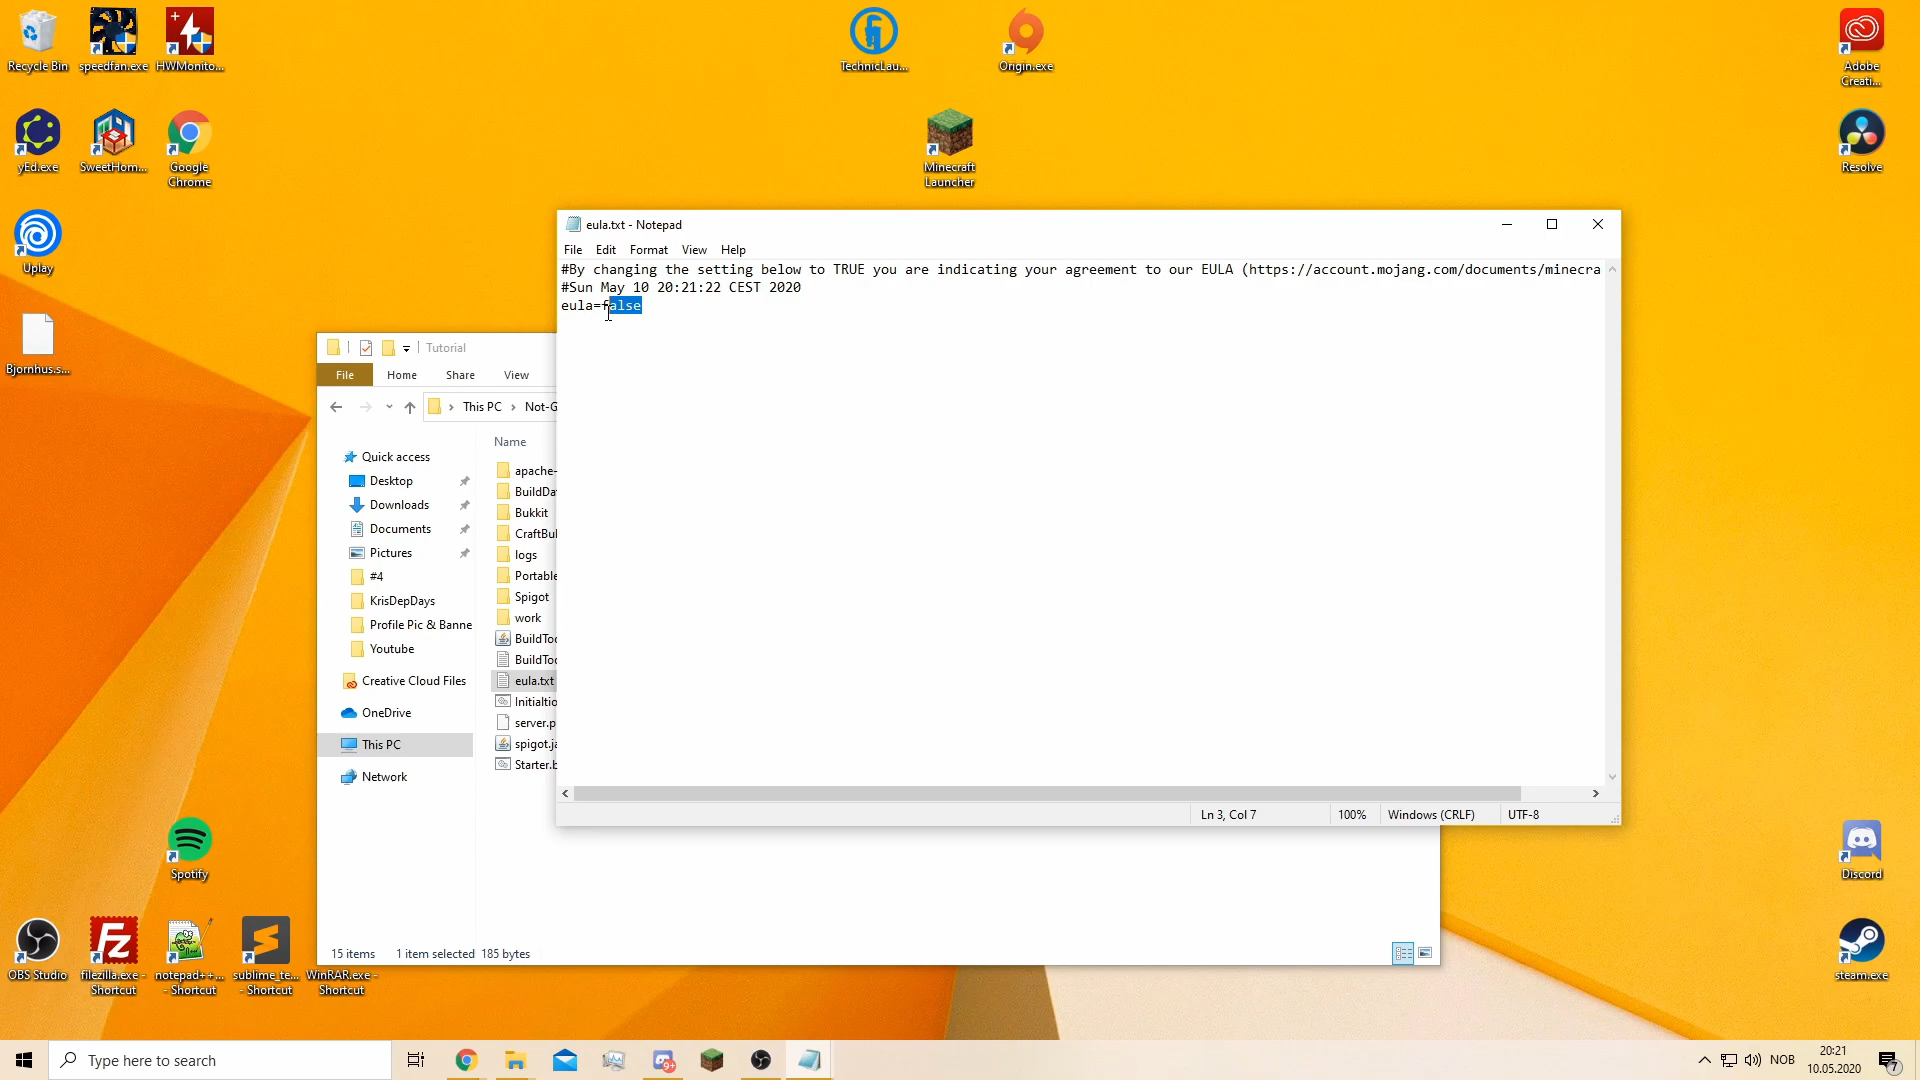 Recycle Bin
speedfan.exe
HWMonito...
TechnicLau...
Origin.exe
Adobe
Creati...
yEd.exe
SweetHom...
Google
Chrome
Minecraft
Launcher
Resolve
Uplay
Bjornhus.s...
eula.txt - Notepad
File Edit Format View Help
#By changing the setting below to TRUE you are indicating your agreement to our EULA (https://account.mojang.com/documents/minecra
#Sun May 10 20:21:22 CEST 2020
eula=false
Ln 3, Col 7
100%
Windows (CRLF)
UTF-8
Tutorial
File Home Share View
This PC > Not-G
Name
Quick access
Desktop
Downloads
Documents
Pictures
#4
KrisDepDays
Profile Pic & Banne
Youtube
Creative Cloud Files
OneDrive
This PC
Network
apache-
BuildDa
Bukkit
CraftBu
logs
Portable
Spigot
work
BuildToo
BuildToo
eula.txt
Initialtio
server.p
spigot.ja
Starter.b
15 items 1 item selected 185 bytes
Spotify
Discord
OBS Studio
filezilla.exe -
Shortcut
notepad++...
- Shortcut
sublime_te...
- Shortcut
WinRAR.exe -
Shortcut
steam.exe
Type here to search
9+
NOB
20:21
10.05.2020
7